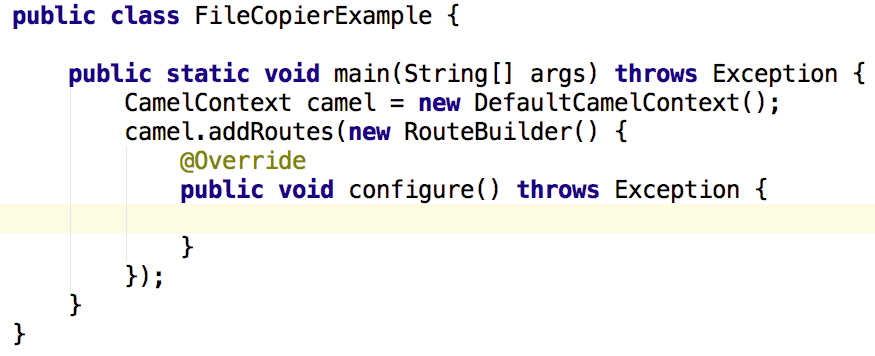 public class FileCopierExample {
public static void main(String[] args) throws Exception {
CamelContext camel = new DefaultCamelContext();
camel.addRoutes(new RouteBuilder() {
@Override
public void configure() throws Exception {
}
});
}
}